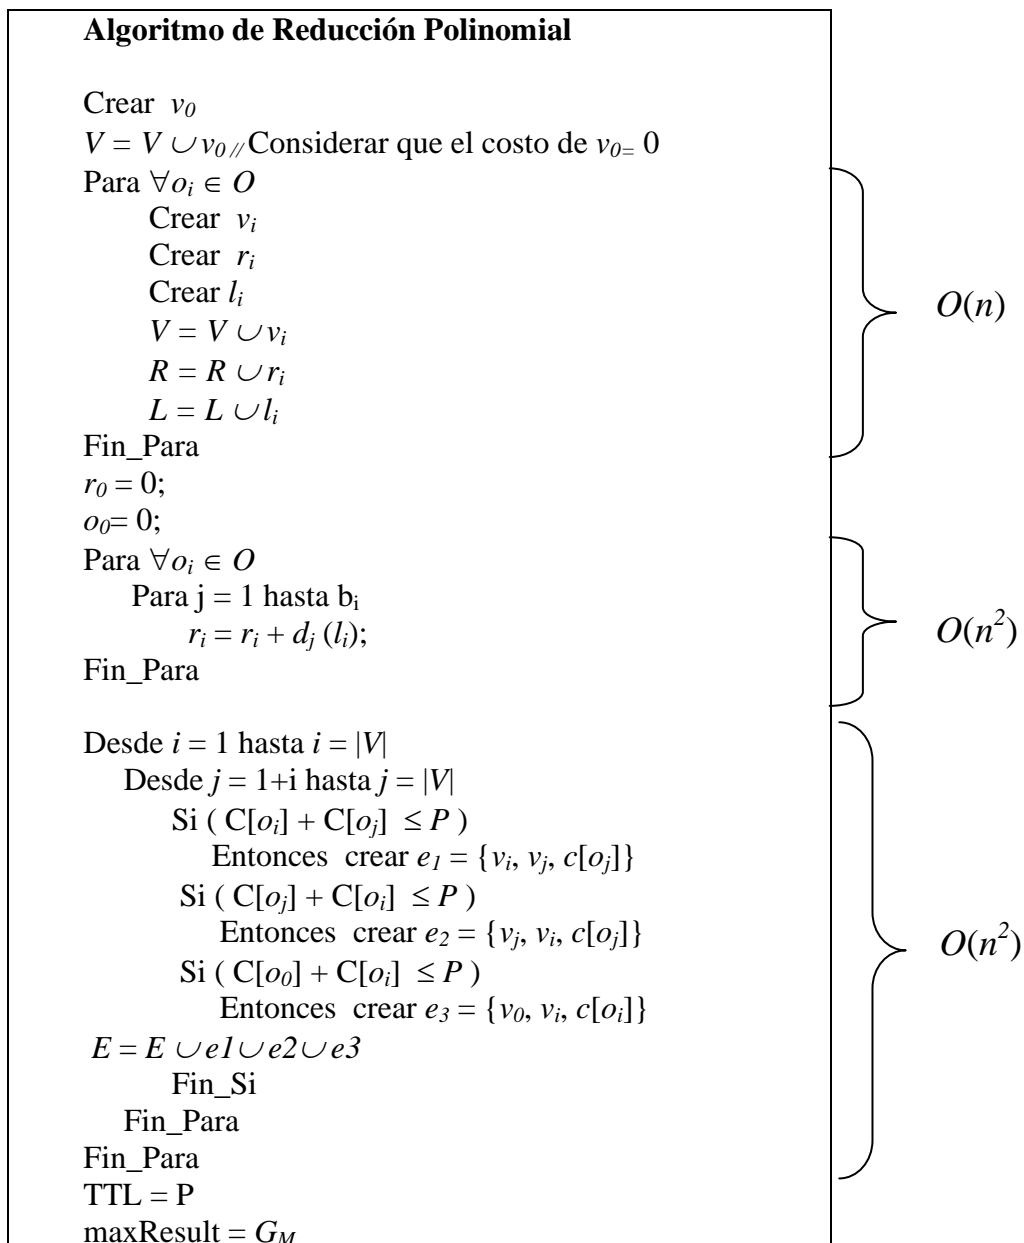 Algoritmo de Reducción Polinomial
Crear v₀
V = V ∪ v₀ // Considerar que el costo de v₀₌ 0
Para ∀oᵢ ∈ O
Crear vᵢ
Crear rᵢ
Crear lᵢ
V = V ∪ vᵢ
R = R ∪ rᵢ
L = L ∪ lᵢ
Fin_Para
O(n)
r₀ = 0;
o₀= 0;
Para ∀oᵢ ∈ O
Para j = 1 hasta bᵢ
rᵢ = rᵢ + dⱼ (lᵢ);
Fin_Para
O(n²)
Desde i = 1 hasta i = |V|
Desde j = 1+i hasta j = |V|
Si ( C[oᵢ] + C[oⱼ] ≤ P )
Entonces crear e₁ = {vᵢ, vⱼ, c[oⱼ]}
Si ( C[oⱼ] + C[oᵢ] ≤ P )
Entonces crear e₂ = {vⱼ, vᵢ, c[oⱼ]}
Si ( C[o₀] + C[oᵢ] ≤ P )
Entonces crear e₃ = {v₀, vᵢ, c[oᵢ]}
E = E ∪ e1 ∪ e2 ∪ e3
Fin_Si
Fin_Para
Fin_Para
O(n²)
TTL = P
maxResult = G_M